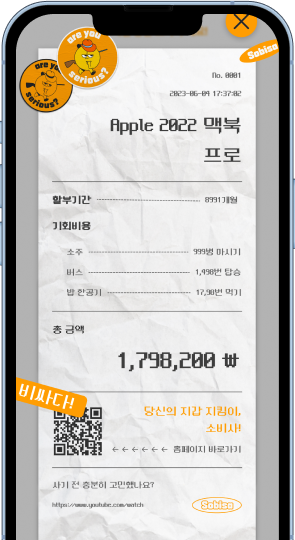 are you
serious?
are you
serious?
Sobisa
No. 0001
2023-06-09 17:37:02
Apple 2022 맥북
프로
할부기간 8991개월
기회비용
소주 999병 마시기
버스 1,498번 탑승
밥 한공기 17,98번 먹기
총 금액
1,798,200 ₩
비싸다!
당신의 지갑 지킴이,
소비사!
←←←←←← 홈페이지 바로가기
사기 전 충분히 고민했나요?
https://www.youtube.com/watch
Sobisa